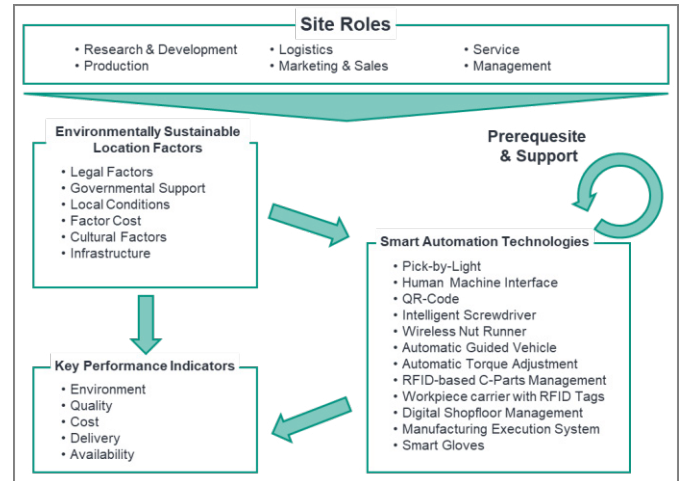 Site Roles
• Research & Development
• Production
• Logistics
• Marketing & Sales
• Service
• Management
Environmentally Sustainable
Location Factors
• Legal Factors
• Governmental Support
• Local Conditions
• Factor Cost
• Cultural Factors
• Infrastructure
Prerequesite
& Support
Smart Automation Technologies
• Pick-by-Light
• Human Machine Interface
• QR-Code
• Intelligent Screwdriver
• Wireless Nut Runner
• Automatic Guided Vehicle
• Automatic Torque Adjustment
• RFID-based C-Parts Management
• Workpiece carrier with RFID Tags
• Digital Shopfloor Management
• Manufacturing Execution System
• Smart Gloves
Key Performance Indicators
• Environment
• Quality
• Cost
• Delivery
• Availability